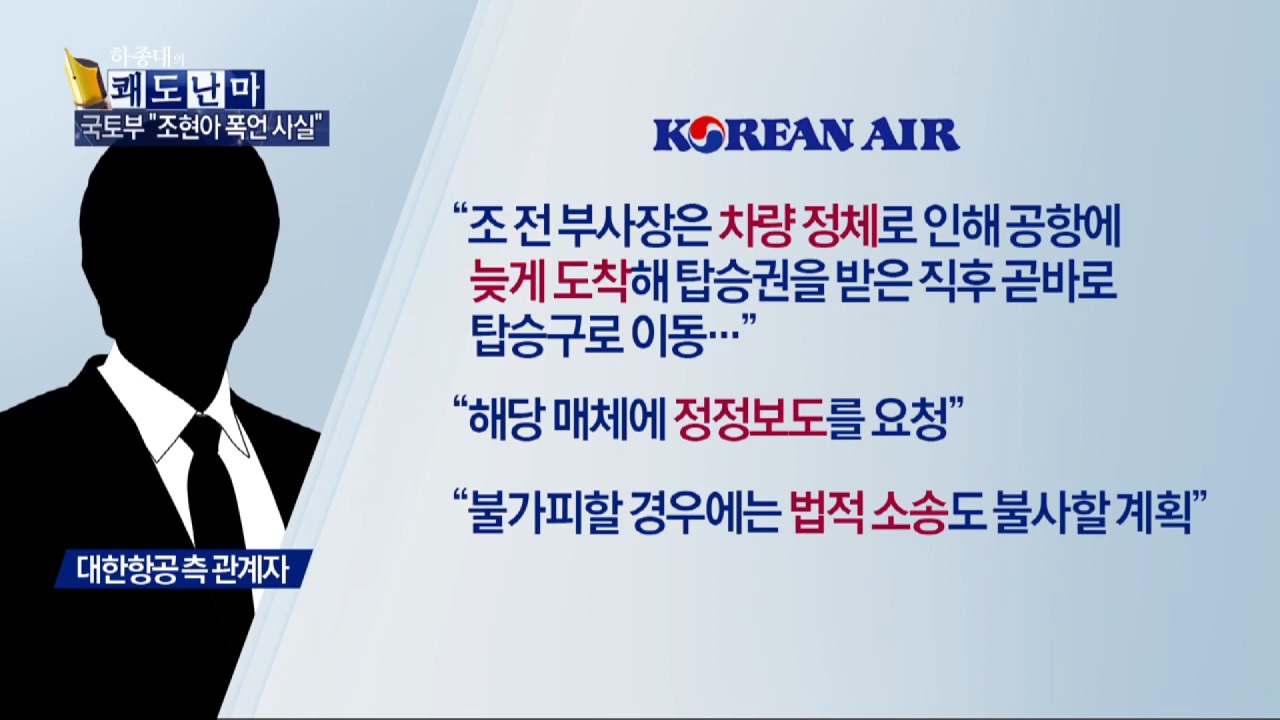 하종대의
쾌도난마
국토부 "조현아 폭언 사실"
KOREAN AIR
“조 전 부사장은 차량 정체로 인해 공항에
늦게 도착해 탑승권을 받은 직후 곧바로
탑승구로 이동…”
“해당 매체에 정정보도를 요청”
“불가피할 경우에는 법적 소송도 불사할 계획”
대한항공 측 관계자